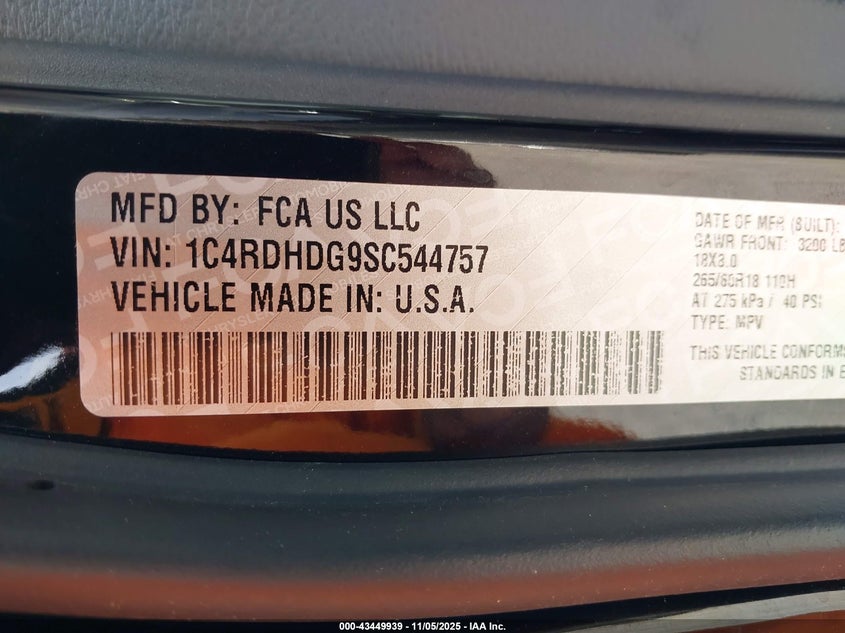 MFD BY: FCA US LLC
VIN: 1C4RDHDG9SC544757
VEHICLE MADE IN: U.S.A.
DATE OF MFR (BUILT):
GAWR FRONT: 3200 LB
18X8.0
265/60R18 110H
AT 275 kPa / 40 PSI
TYPE: MPV
THIS VEHICLE CONFORMS
STANDARDS IN E
000-43449939 - 11/05/2025 - IAA Inc.